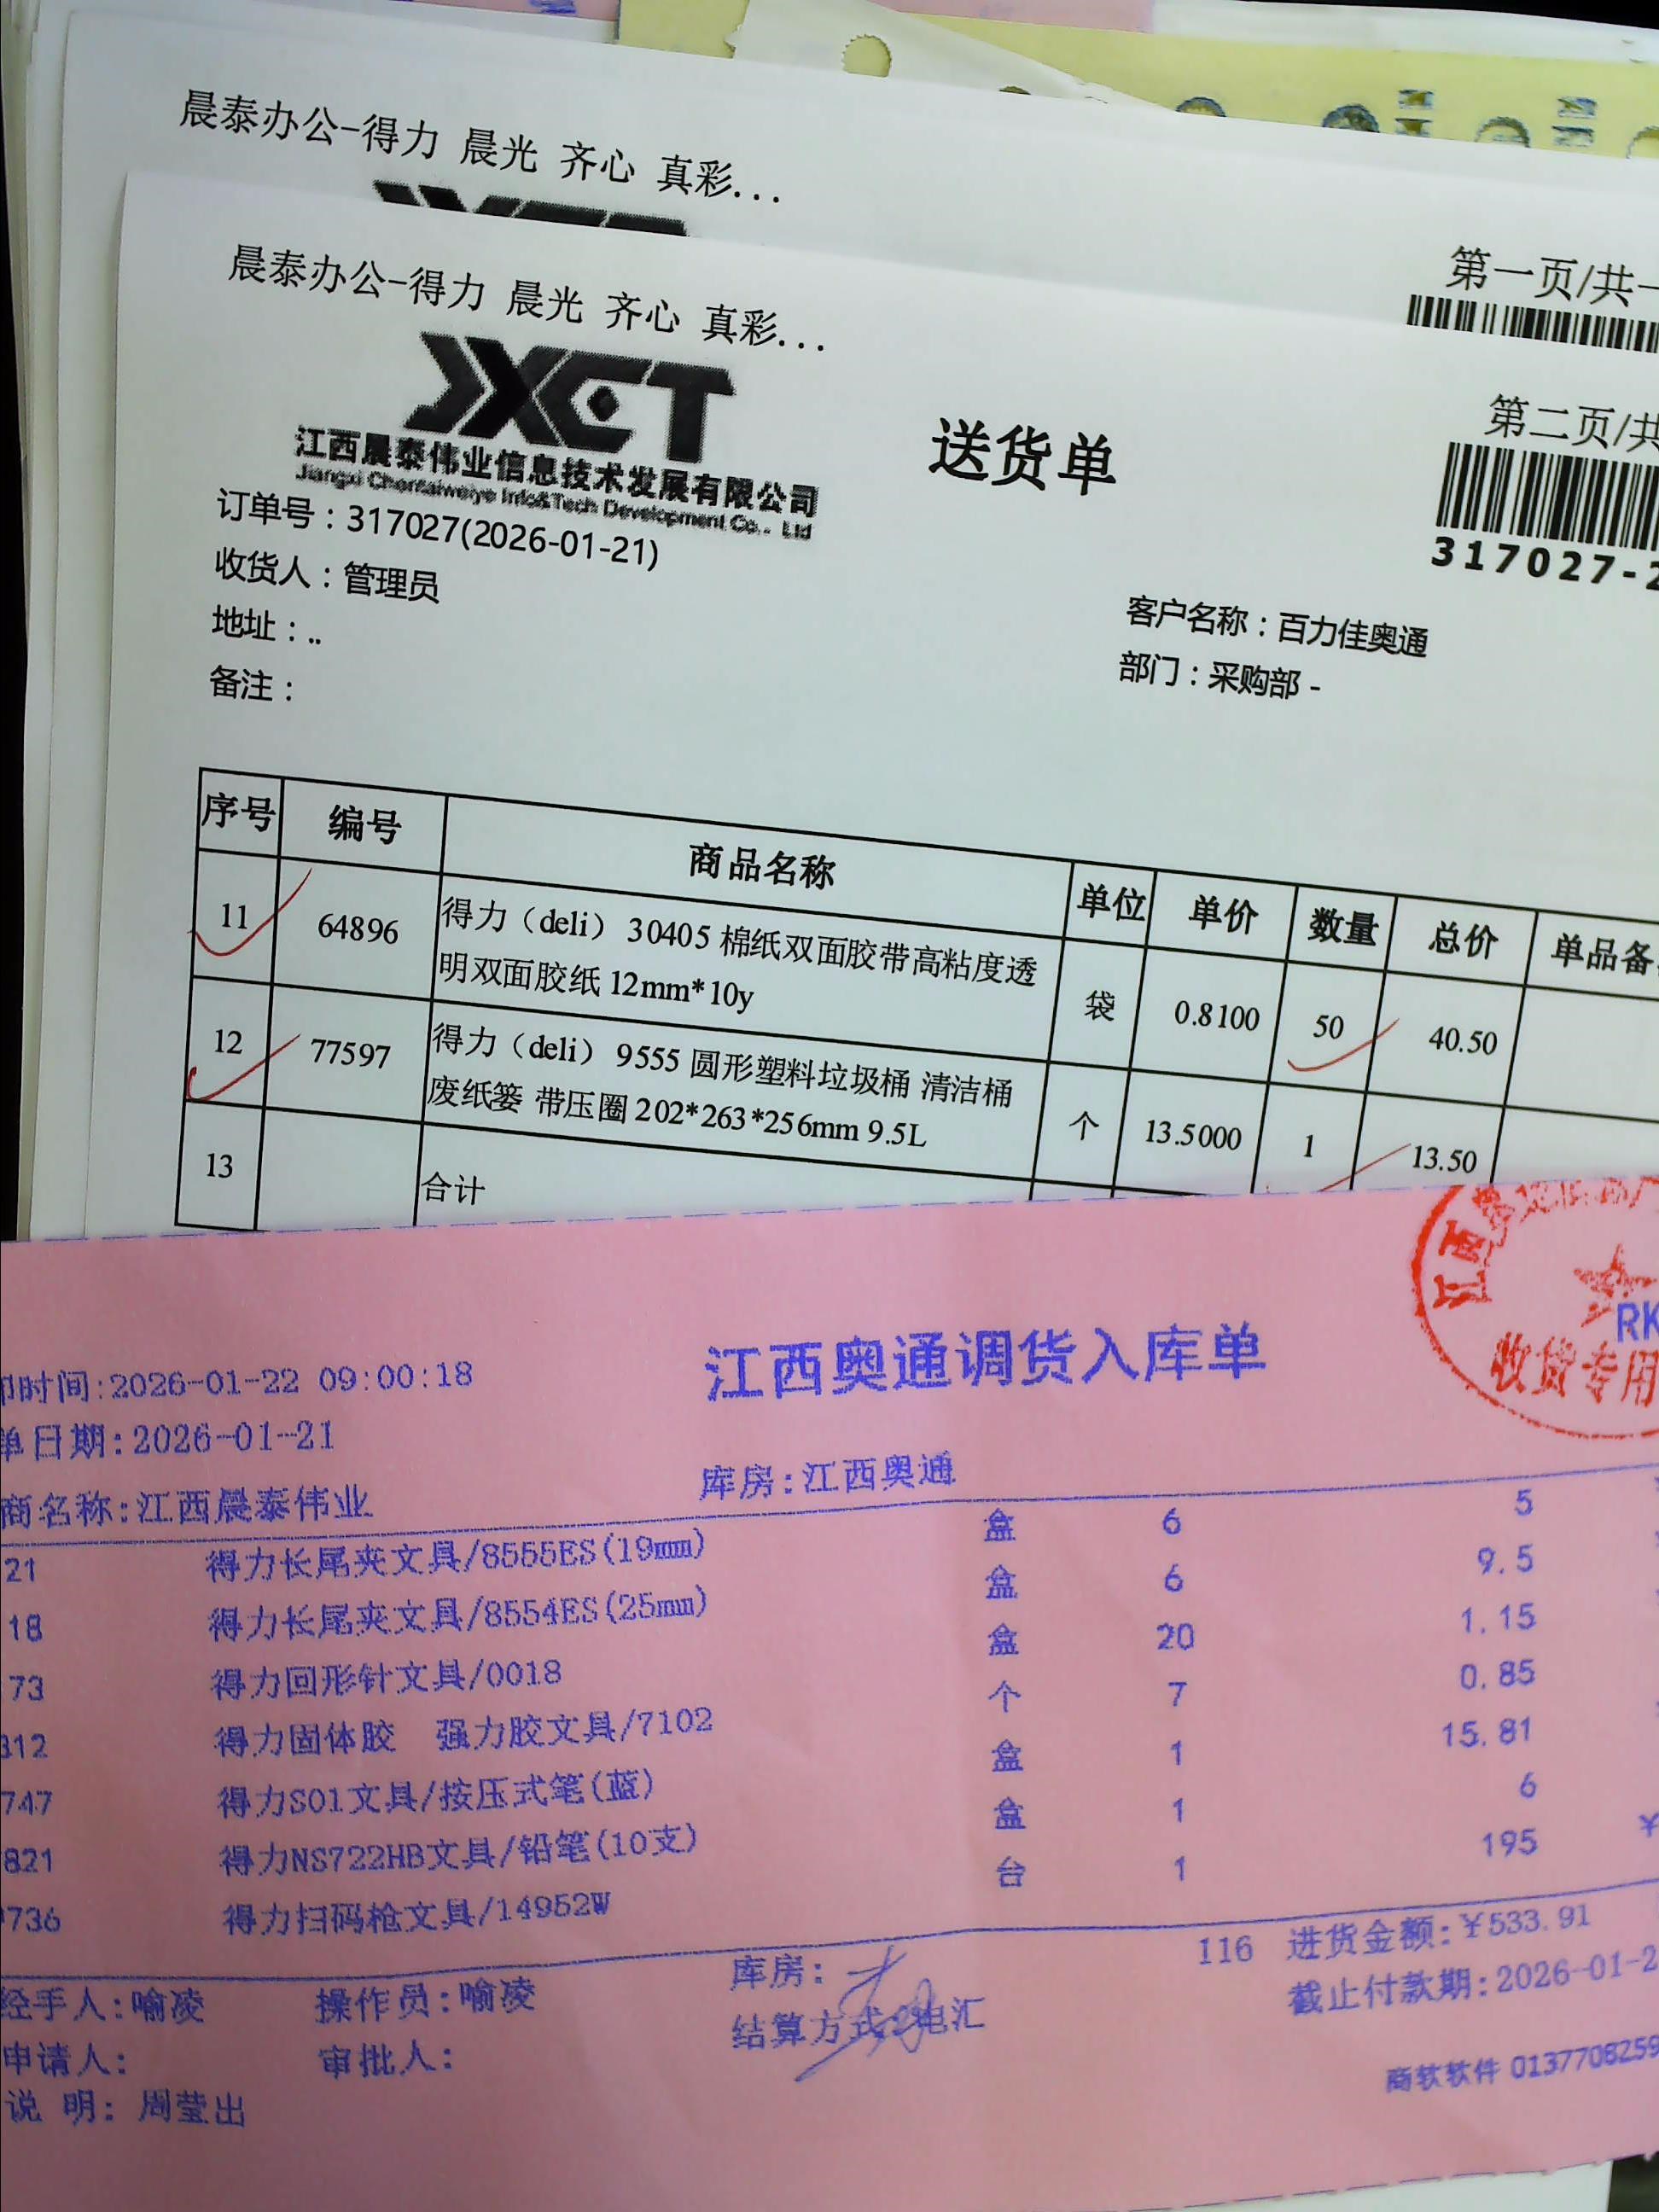 晨泰办公-得力 晨光 齐心 真彩...
第一页/共一
晨泰办公-得力 晨光 齐心 真彩...
JXCT
江西晨泰伟业信息技术发展有限公司
Jiangxi Chentaiweiye Info&Tech Development Co., Ltd
送货单
第二页/共
317027-2
订单号：317027(2026-01-21)
收货人：管理员
地址：..
备注：
客户名称：百力佳奥通
部门：采购部 -
序号 编号 商品名称 单位 单价 数量 总价 单品备
11 64896 得力（deli） 30405 棉纸双面胶带高粘度透 袋 0.8100 50 40.50
明双面胶纸 12mm*10y
12 77597 得力（deli） 9555 圆形塑料垃圾桶 清洁桶 个 13.5000 1 13.50
废纸篓 带压圈 202*263*256mm 9.5L
13 合计
江西
RK
收货专用
江西奥通调货入库单
时间:2026-01-22 09:00:18
单日期:2026-01-21
商名称:江西晨泰伟业 库房:江西奥通
21 得力长尾夹文具/8555ES(19mm) 盒 6 5
18 得力长尾夹文具/8554ES(25mm) 盒 6 9.5
73 得力回形针文具/0018 盒 20 1.15
312 得力固体胶 强力胶文具/7102 个 7 0.85
747 得力S01文具/按压式笔(蓝) 盒 1 15.81
821 得力NS722HB文具/铅笔(10支) 盒 1 6
736 得力扫码枪文具/14952W 台 1 195 ¥
116 进货金额:¥533.91
经手人:喻凌 操作员:喻凌 库房:
截止付款期:2026-01-2
申请人: 审批人: 结算方式:电汇
说 明: 周莹出
商软软件 0137708259